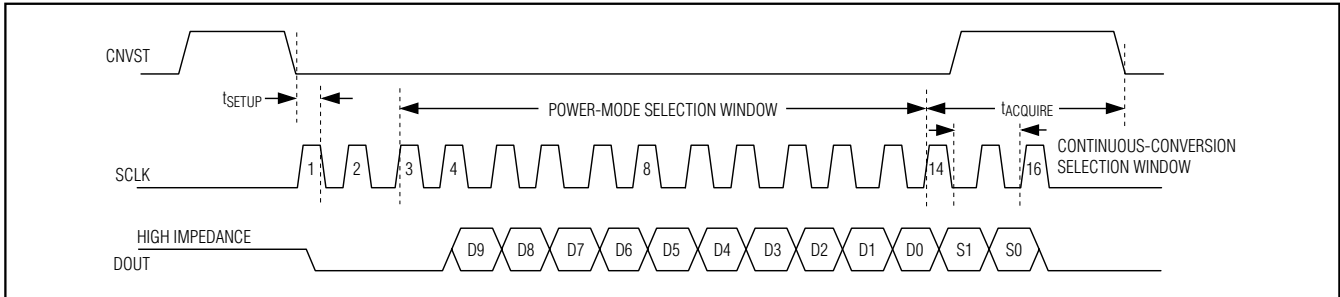 CNVST
tSETUP
POWER-MODE SELECTION WINDOW
tACQUIRE
CONTINUOUS-CONVERSION
SELECTION WINDOW
SCLK
1 2 3 4 8 14 16
HIGH IMPEDANCE
DOUT
D9 D8 D7 D6 D5 D4 D3 D2 D1 D0 S1 S0